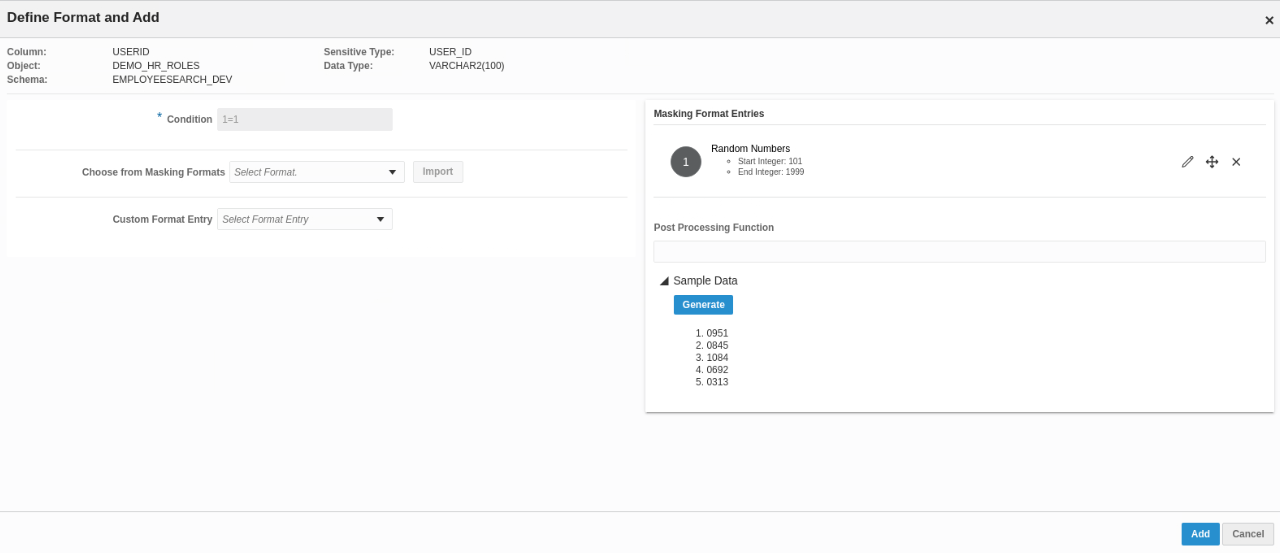 Define Format and Add
Column: USERID Sensitive Type: USER_ID
Object: DEMO_HR_ROLES Data Type: VARCHAR2(100)
Schema: EMPLOYEESEARCH_DEV
* Condition 1=1
Choose from Masking Formats Select Format. Import
Custom Format Entry Select Format Entry
Masking Format Entries
1 Random Numbers
Start Integer: 101
End Integer: 1999
Post Processing Function
Sample Data
Generate
1. 0951
2. 0845
3. 1084
4. 0692
5. 0313
Add Cancel